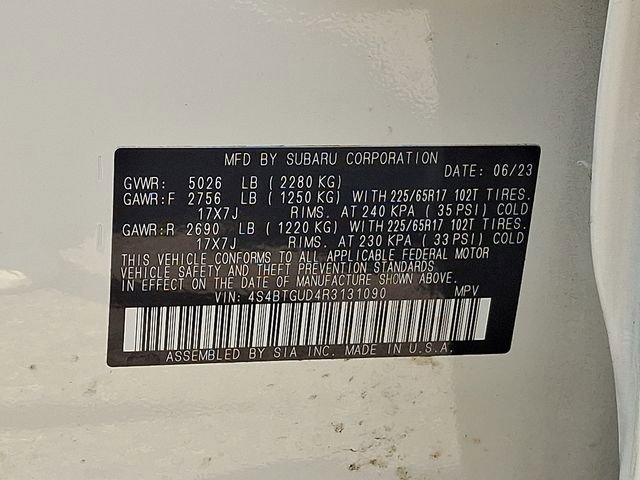 MFD BY SUBARU CORPORATION DATE: 06/23
GVWR: 5026 LB ( 2280 KG)
GAWR:F 2756 LB ( 1250 KG) WITH 225/65R17 102T TIRES.
17X7J RIMS. AT 240 KPA ( 35 PSI) COLD
GAWR:R 2690 LB ( 1220 KG) WITH 225/65R17 102T TIRES.
17X7J RIMS. AT 230 KPA ( 33 PSI) COLD
THIS VEHICLE CONFORMS TO ALL APPLICABLE FEDERAL MOTOR
VEHICLE SAFETY AND THEFT PREVENTION STANDARDS
IN EFFECT ON THE DATE OF MANUFACTURE SHOWN ABOVE.
VIN: 4S4BTGUD4R3131090 MPV
ASSEMBLED BY SIA INC. MADE IN U.S.A.